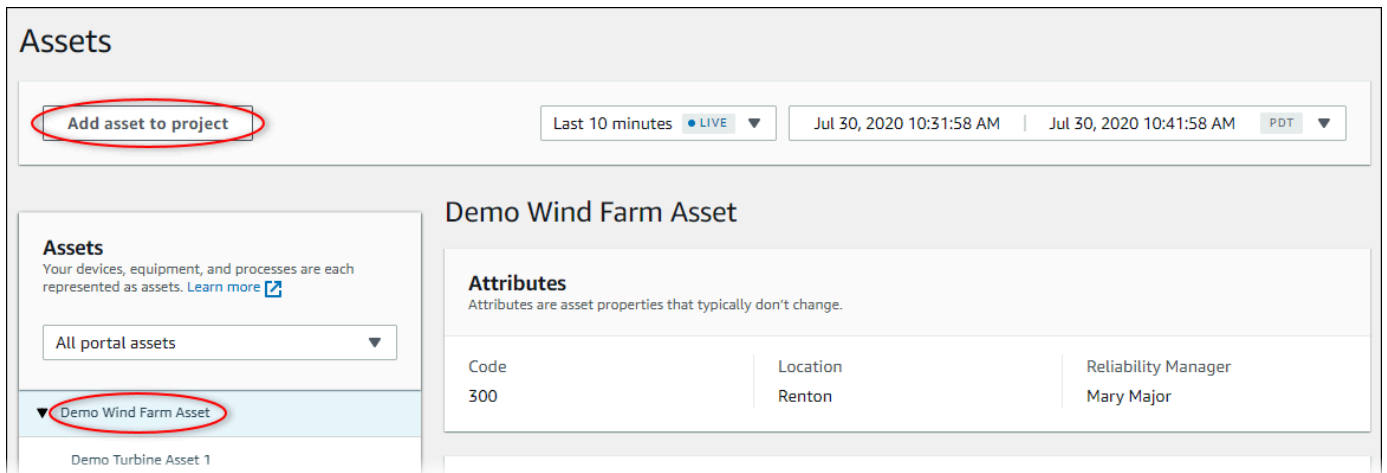 Assets
Add asset to project
Last 10 minutes LIVE
Jul 30, 2020 10:31:58 AM Jul 30, 2020 10:41:58 AM PDT
Assets
Your devices, equipment, and processes are each
represented as assets. Learn more
All portal assets
Demo Wind Farm Asset
Demo Turbine Asset 1
Demo Wind Farm Asset
Attributes
Attributes are asset properties that typically don't change.
Code
300
Location
Renton
Reliability Manager
Mary Major